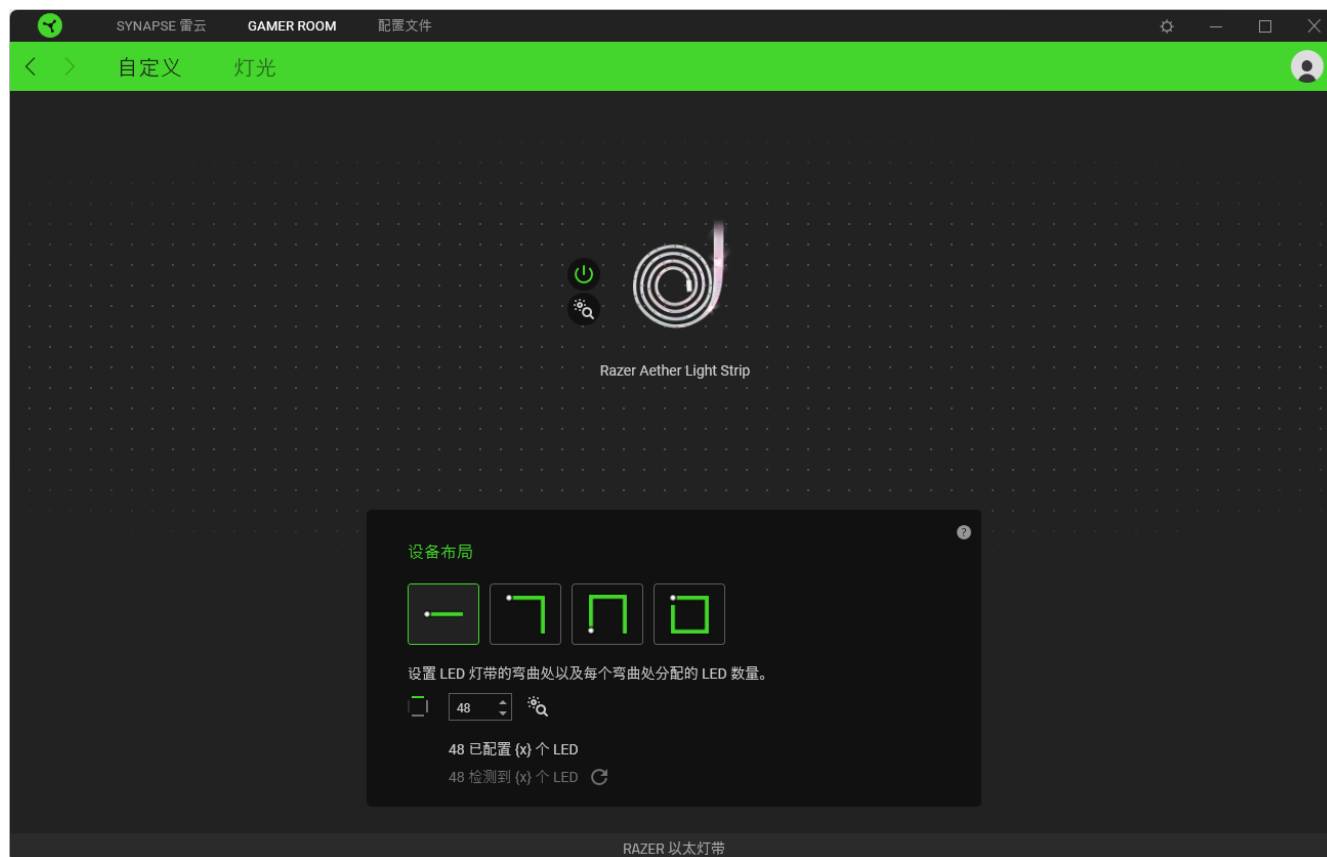 SYNAPSE 雷云 GAMER ROOM 配置文件
自定义 灯光
Razer Aether Light Strip
设备布局
?
设置 LED 灯带的弯曲处以及每个弯曲处分配的 LED 数量。
48
48 已配置 {x} 个 LED
48 检测到 {x} 个 LED
RAZER 以太灯带